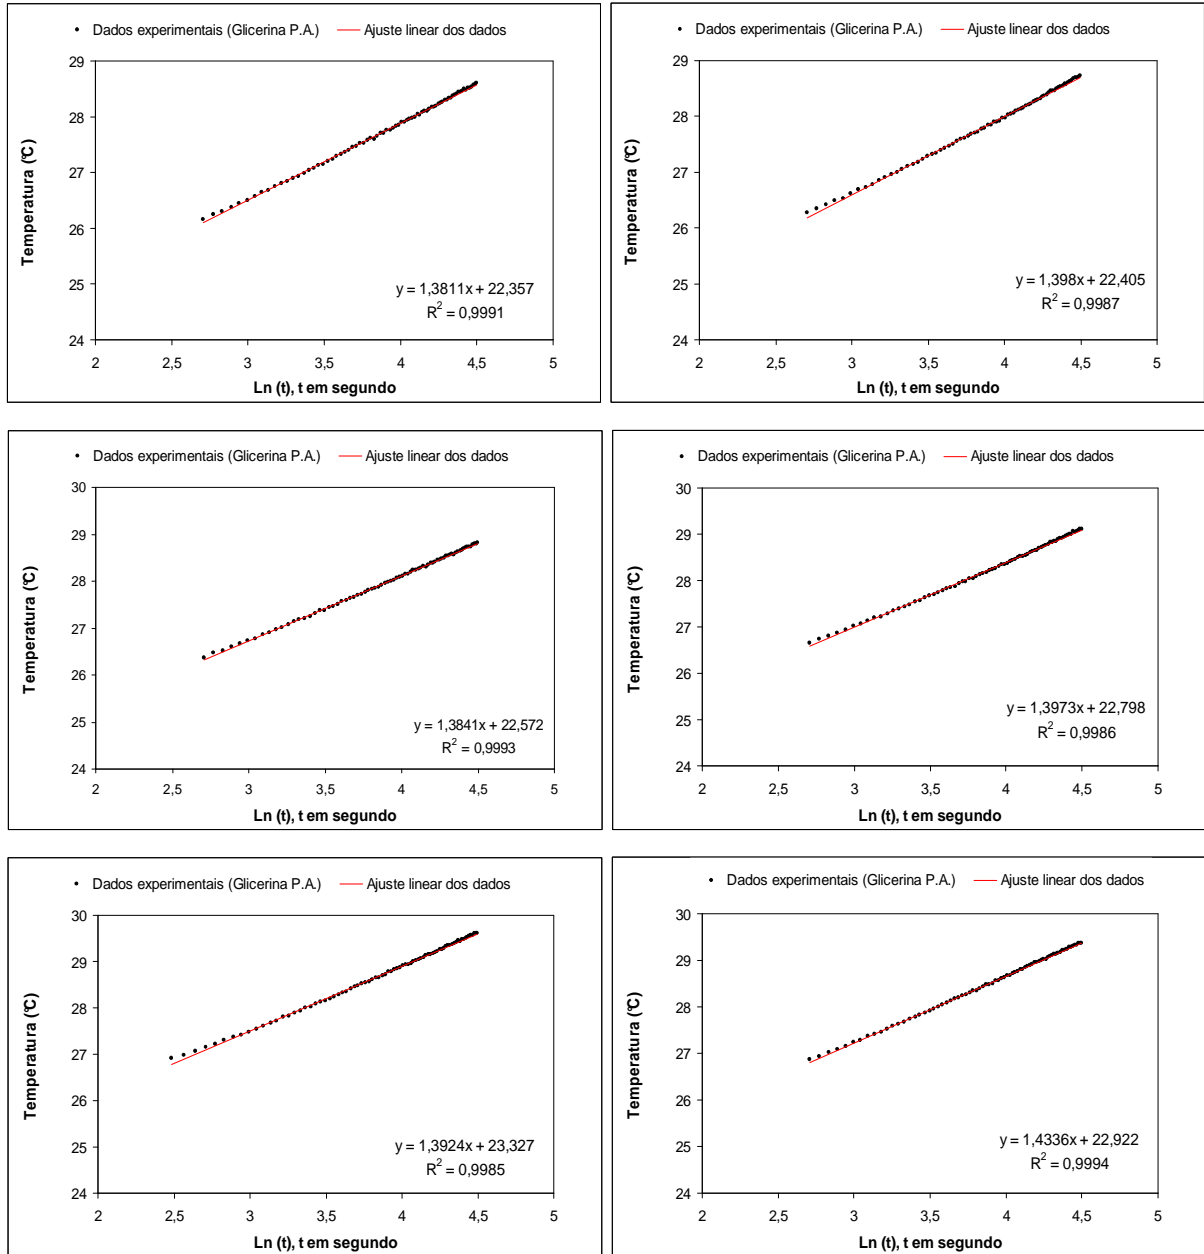 • Dados experimentais (Glicerina P.A.) — Ajuste linear dos dados
29
28
27
26
25
24
Temperatura (°C)
y = 1,3811x + 22,357
R² = 0,9991
2 2,5 3 3,5 4 4,5 5
Ln (t), t em segundo
• Dados experimentais (Glicerina P.A.) — Ajuste linear dos dados
29
28
27
26
25
24
Temperatura (°C)
y = 1,398x + 22,405
R² = 0,9987
2 2,5 3 3,5 4 4,5 5
Ln (t), t em segundo
• Dados experimentais (Glicerina P.A.) — Ajuste linear dos dados
30
29
28
27
26
25
24
Temperatura (°C)
y = 1,3841x + 22,572
R² = 0,9993
2 2,5 3 3,5 4 4,5 5
Ln (t), t em segundo
• Dados experimentais (Glicerina P.A.) — Ajuste linear dos dados
30
29
28
27
26
25
24
Temperatura (°C)
y = 1,3973x + 22,798
R² = 0,9986
2 2,5 3 3,5 4 4,5 5
Ln (t), t em segundo
• Dados experimentais (Glicerina P.A.) — Ajuste linear dos dados
30
29
28
27
26
25
24
Temperatura (°C)
y = 1,3924x + 23,327
R² = 0,9985
2 2,5 3 3,5 4 4,5 5
Ln (t), t em segundo
• Dados experimentais (Glicerina P.A.) — Ajuste linear dos dados
30
29
28
27
26
25
24
Temperatura (°C)
y = 1,4336x + 22,922
R² = 0,9994
2 2,5 3 3,5 4 4,5 5
Ln (t), t em segundo